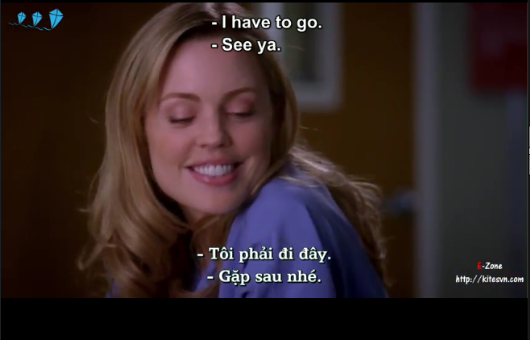 - I have to go.
- See ya.
- Tôi phải đi đây.
- Gặp sau nhé.
E-Zone
http://kitesvn.com